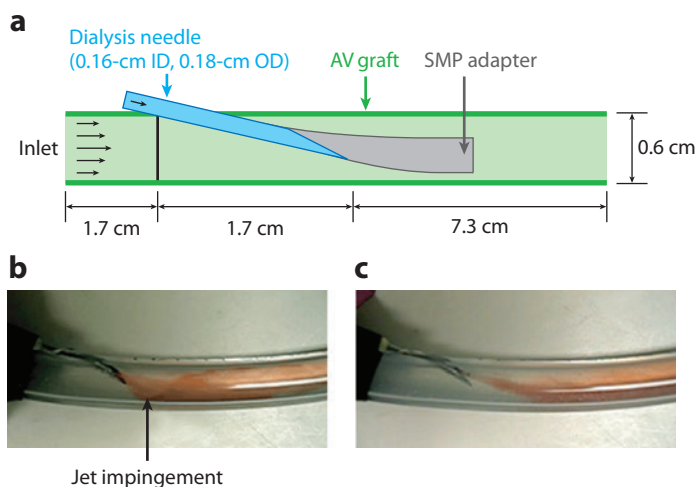 a
Dialysis needle
(0.16-cm ID, 0.18-cm OD)
AV graft
SMP adapter
Inlet
0.6 cm
1.7 cm
1.7 cm
7.3 cm
b
c
Jet impingement